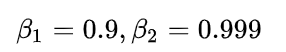 β₁ = 0.9, β₂ = 0.999